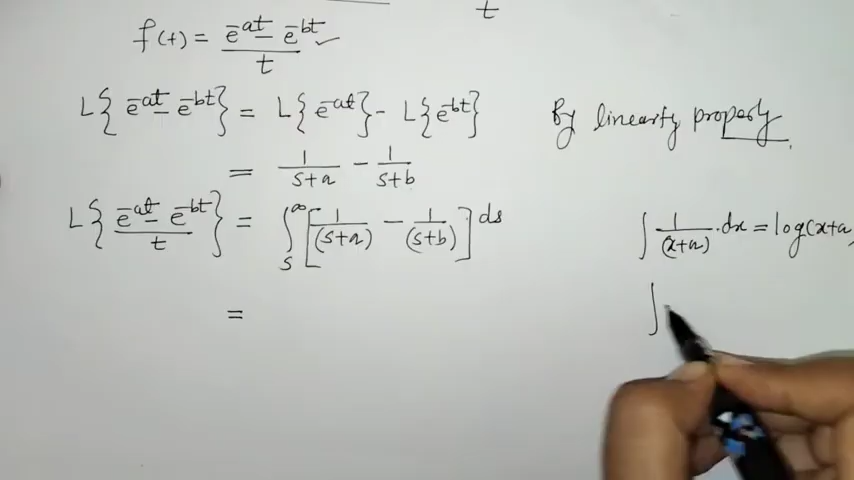 t
f(t) = e^{-at} - e^{-bt} / t ✓
L{e^{-at} - e^{-bt}} = L{e^{-at}} - L{e^{-bt}} By linearty property.
= 1/(s+a) - 1/(s+b)
L{(e^{-at} - e^{-bt})/t} = ∫_s^∞ [1/(s+a) - 1/(s+b)] ds
∫ 1/(x+a) . dx = log(x+a
= ∫